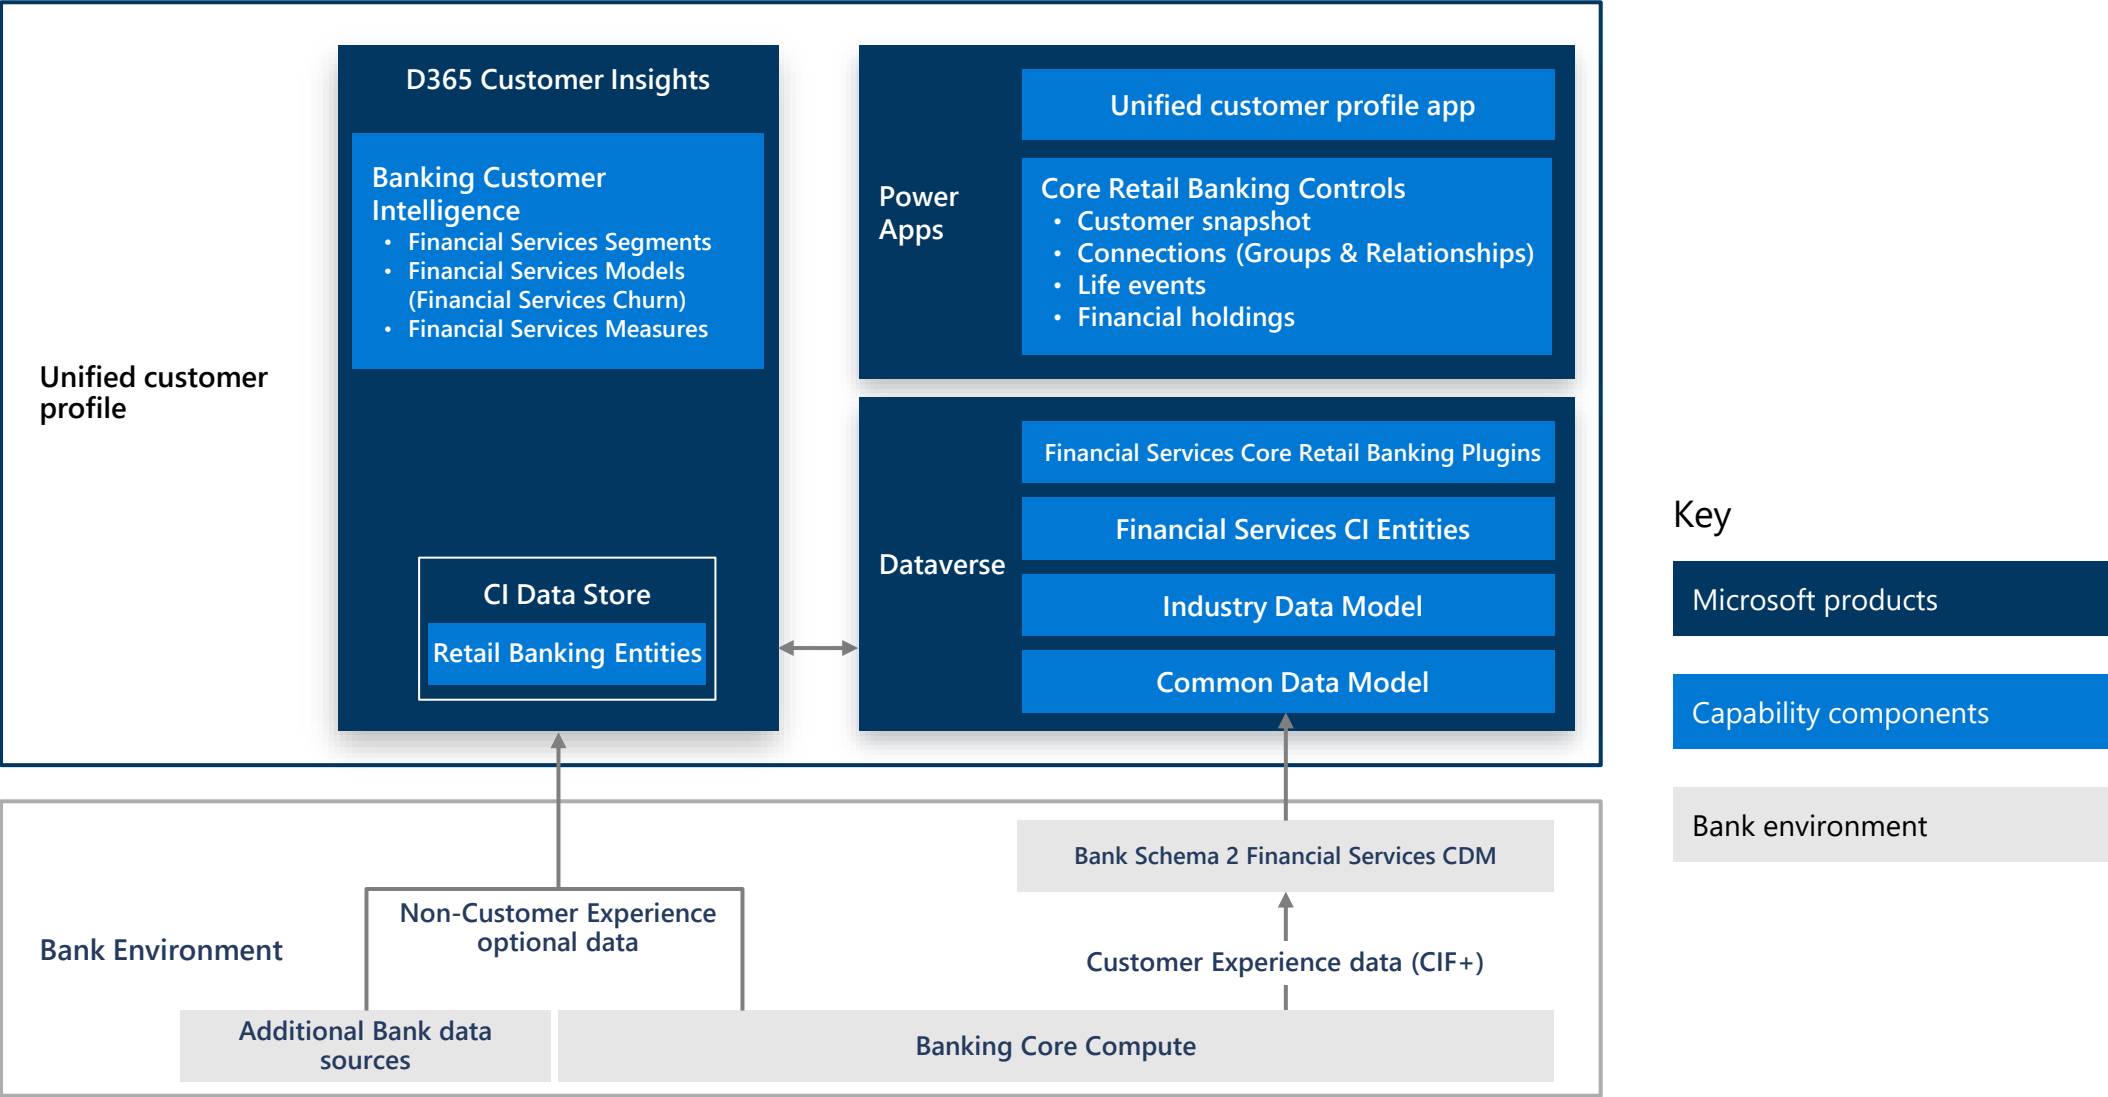 D365 Customer Insights
Banking Customer
Intelligence
• Financial Services Segments
• Financial Services Models
(Financial Services Churn)
• Financial Services Measures
CI Data Store
Retail Banking Entities
Unified customer
profile
Power
Apps
Unified customer profile app
Core Retail Banking Controls
• Customer snapshot
• Connections (Groups & Relationships)
• Life events
• Financial holdings
Dataverse
Financial Services Core Retail Banking Plugins
Financial Services CI Entities
Industry Data Model
Common Data Model
Key
Microsoft products
Capability components
Bank environment
Bank Environment
Non-Customer Experience
optional data
Bank Schema 2 Financial Services CDM
Customer Experience data (CIF+)
Additional Bank data
sources
Banking Core Compute